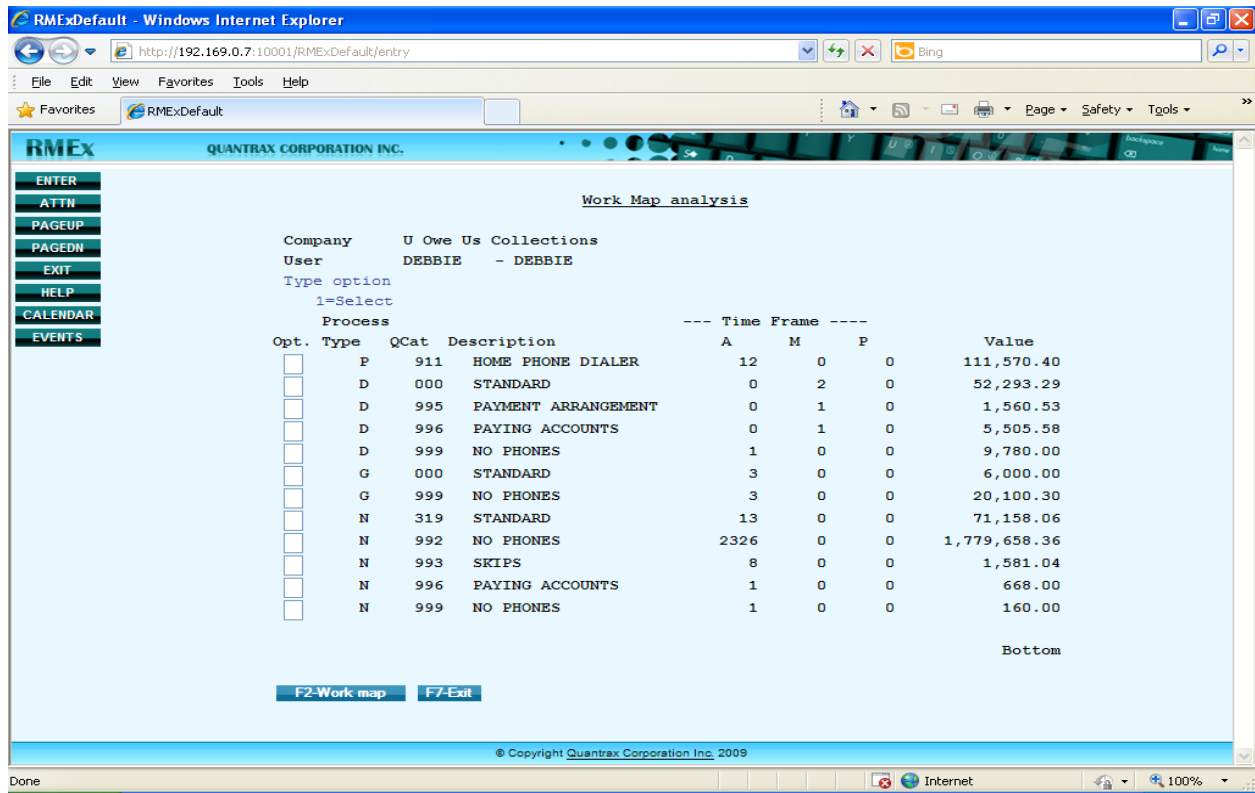 RMExDefault - Windows Internet Explorer
http://192.169.0.7:10001/RMExDefault/entry Bing
File Edit View Favorites Tools Help
Favorites RMExDefault Page Safety Tools »
RMEx QUANTRAX CORPORATION INC.
ENTER
ATTN
PAGEUP
PAGEDN
EXIT
HELP
CALENDAR
EVENTS
Work Map analysis
Company U Owe Us Collections
User DEBBIE - DEBBIE
Type option
1=Select
Process --- Time Frame ----
Opt. Type QCat Description A M P Value
P 911 HOME PHONE DIALER 12 0 0 111,570.40
D 000 STANDARD 0 2 0 52,293.29
D 995 PAYMENT ARRANGEMENT 0 1 0 1,560.53
D 996 PAYING ACCOUNTS 0 1 0 5,505.58
D 999 NO PHONES 1 0 0 9,780.00
G 000 STANDARD 3 0 0 6,000.00
G 999 NO PHONES 3 0 0 20,100.30
N 319 STANDARD 13 0 0 71,158.06
N 992 NO PHONES 2326 0 0 1,779,658.36
N 993 SKIPS 8 0 0 1,581.04
N 996 PAYING ACCOUNTS 1 0 0 668.00
N 999 NO PHONES 1 0 0 160.00
Bottom
F2-Work map F7-Exit
© Copyright Quantrax Corporation Inc. 2009
Done Internet 100%